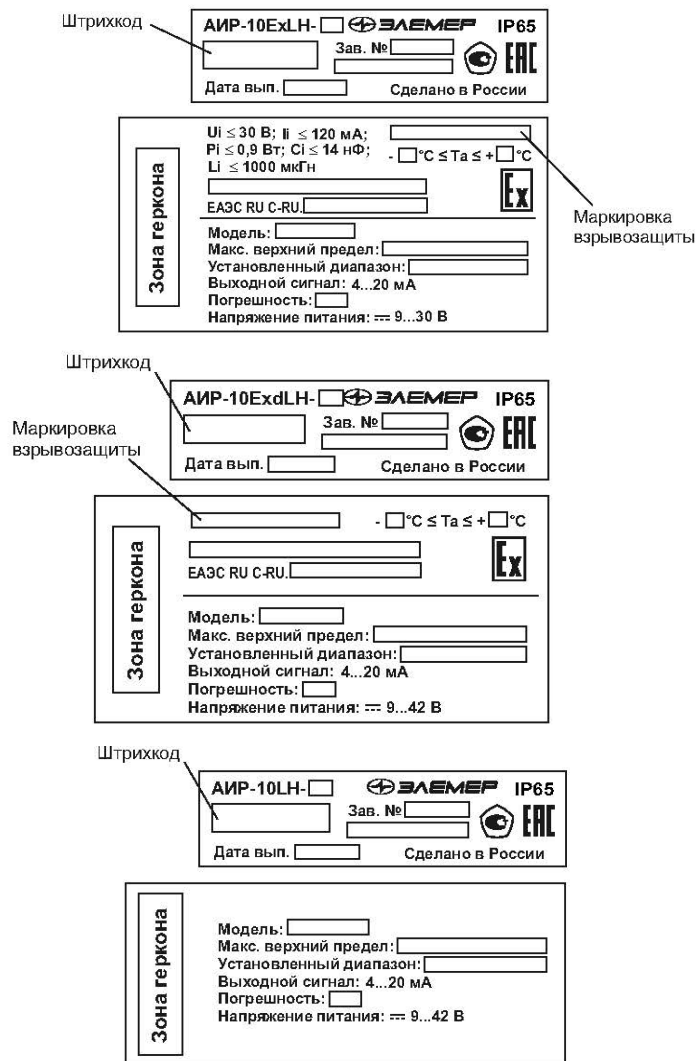 Штрихкод
АИР-10ExLH- ЭЛЕМЕР IP65
Зав. №
ЕАС
Дата вып. Сделано в России
Зона геркона
Ui ≤ 30 В; Ii ≤ 120 мА;
Pi ≤ 0,9 Вт; Ci ≤ 14 нФ; - °C ≤ Ta ≤ + °C
Li ≤ 1000 мкГн
Ex
ЕАЭС RU C-RU.
Маркировка
взрывозащиты
Модель:
Макс. верхний предел:
Установленный диапазон:
Выходной сигнал: 4...20 мА
Погрешность:
Напряжение питания: ⎓ 9...30 В
Штрихкод
АИР-10ExdLH- ЭЛЕМЕР IP65
Зав. №
ЕАС
Дата вып. Сделано в России
Маркировка
взрывозащиты
Зона геркона
- °C ≤ Ta ≤ + °C
Ex
ЕАЭС RU C-RU.
Модель:
Макс. верхний предел:
Установленный диапазон:
Выходной сигнал: 4...20 мА
Погрешность:
Напряжение питания: ⎓ 9...42 В
Штрихкод
АИР-10LH- ЭЛЕМЕР IP65
Зав. №
ЕАС
Дата вып. Сделано в России
Зона геркона
Модель:
Макс. верхний предел:
Установленный диапазон:
Выходной сигнал: 4...20 мА
Погрешность:
Напряжение питания: ⎓ 9...42 В